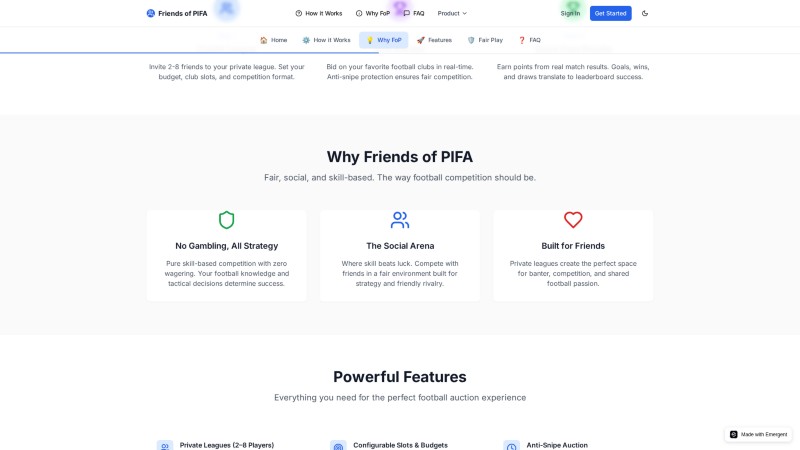 Friends of PIFA
How it Works
Why FoP
FAQ
Product
Sign In
Get Started
Home
How it Works
Why FoP
Features
Fair Play
FAQ
Invite 2-8 friends to your private league. Set your
budget, club slots, and competition format.
Bid on your favorite football clubs in real-time.
Anti-snipe protection ensures fair competition.
Earn points from real match results. Goals, wins,
and draws translate to leaderboard success.
Why Friends of PIFA
Fair, social, and skill-based. The way football competition should be.
No Gambling, All Strategy
Pure skill-based competition with zero
wagering. Your football knowledge and
tactical decisions determine success.
The Social Arena
Where skill beats luck. Compete with
friends in a fair environment built for
strategy and friendly rivalry.
Built for Friends
Private leagues create the perfect space
for banter, competition, and shared
football passion.
Powerful Features
Everything you need for the perfect football auction experience
Private Leagues (2–8 Players)
Configurable Slots & Budgets
Anti-Snipe Auction
Made with Emergent